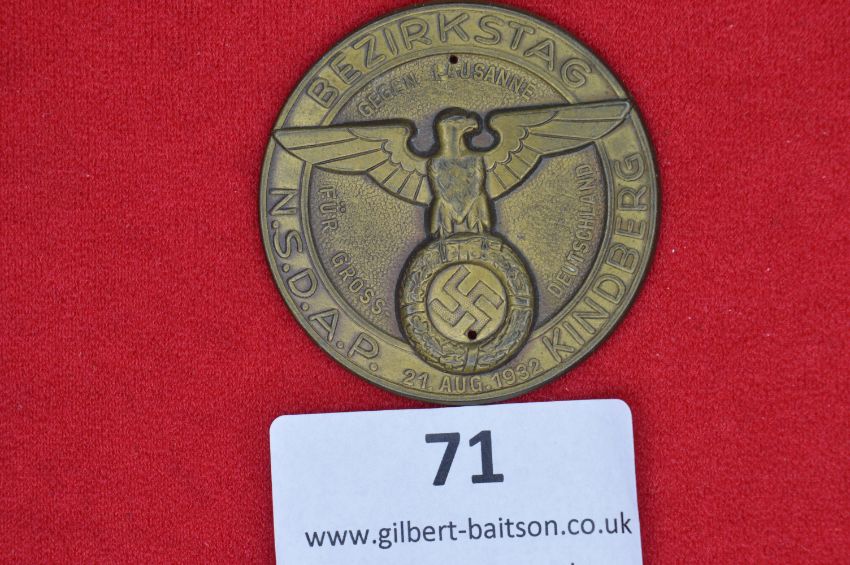 BEZIRKSTAG
GEGEN LAUSANNE
FÜR GROSS
DEUTSCHLAND
N.S.D.A.P.
KINDBERG
21. AUG. 1932
71
www.gilbert-baitson.co.uk